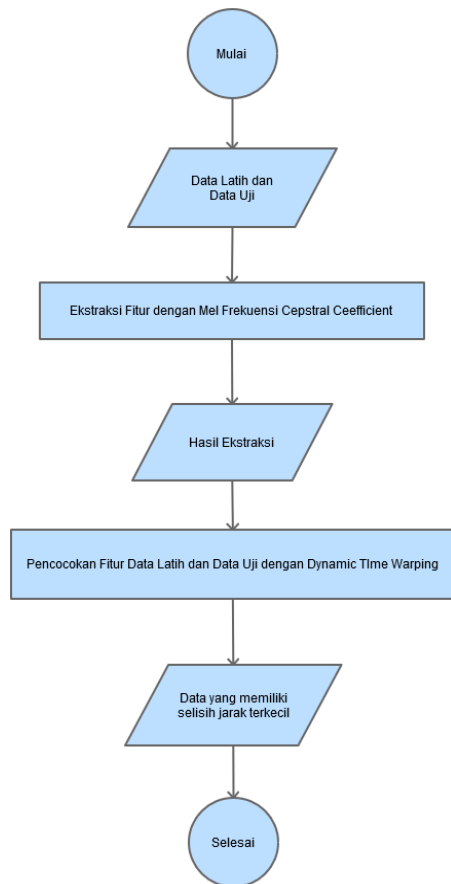 Mulai
Data Latih dan
Data Uji
Ekstraksi Fitur dengan Mel Frekuensi Cepstral Ceefficient
Hasil Ekstraksi
Pencocokan Fitur Data Latih dan Data Uji dengan Dynamic TIme Warping
Data yang memiliki
selisih jarak terkecil
Selesai